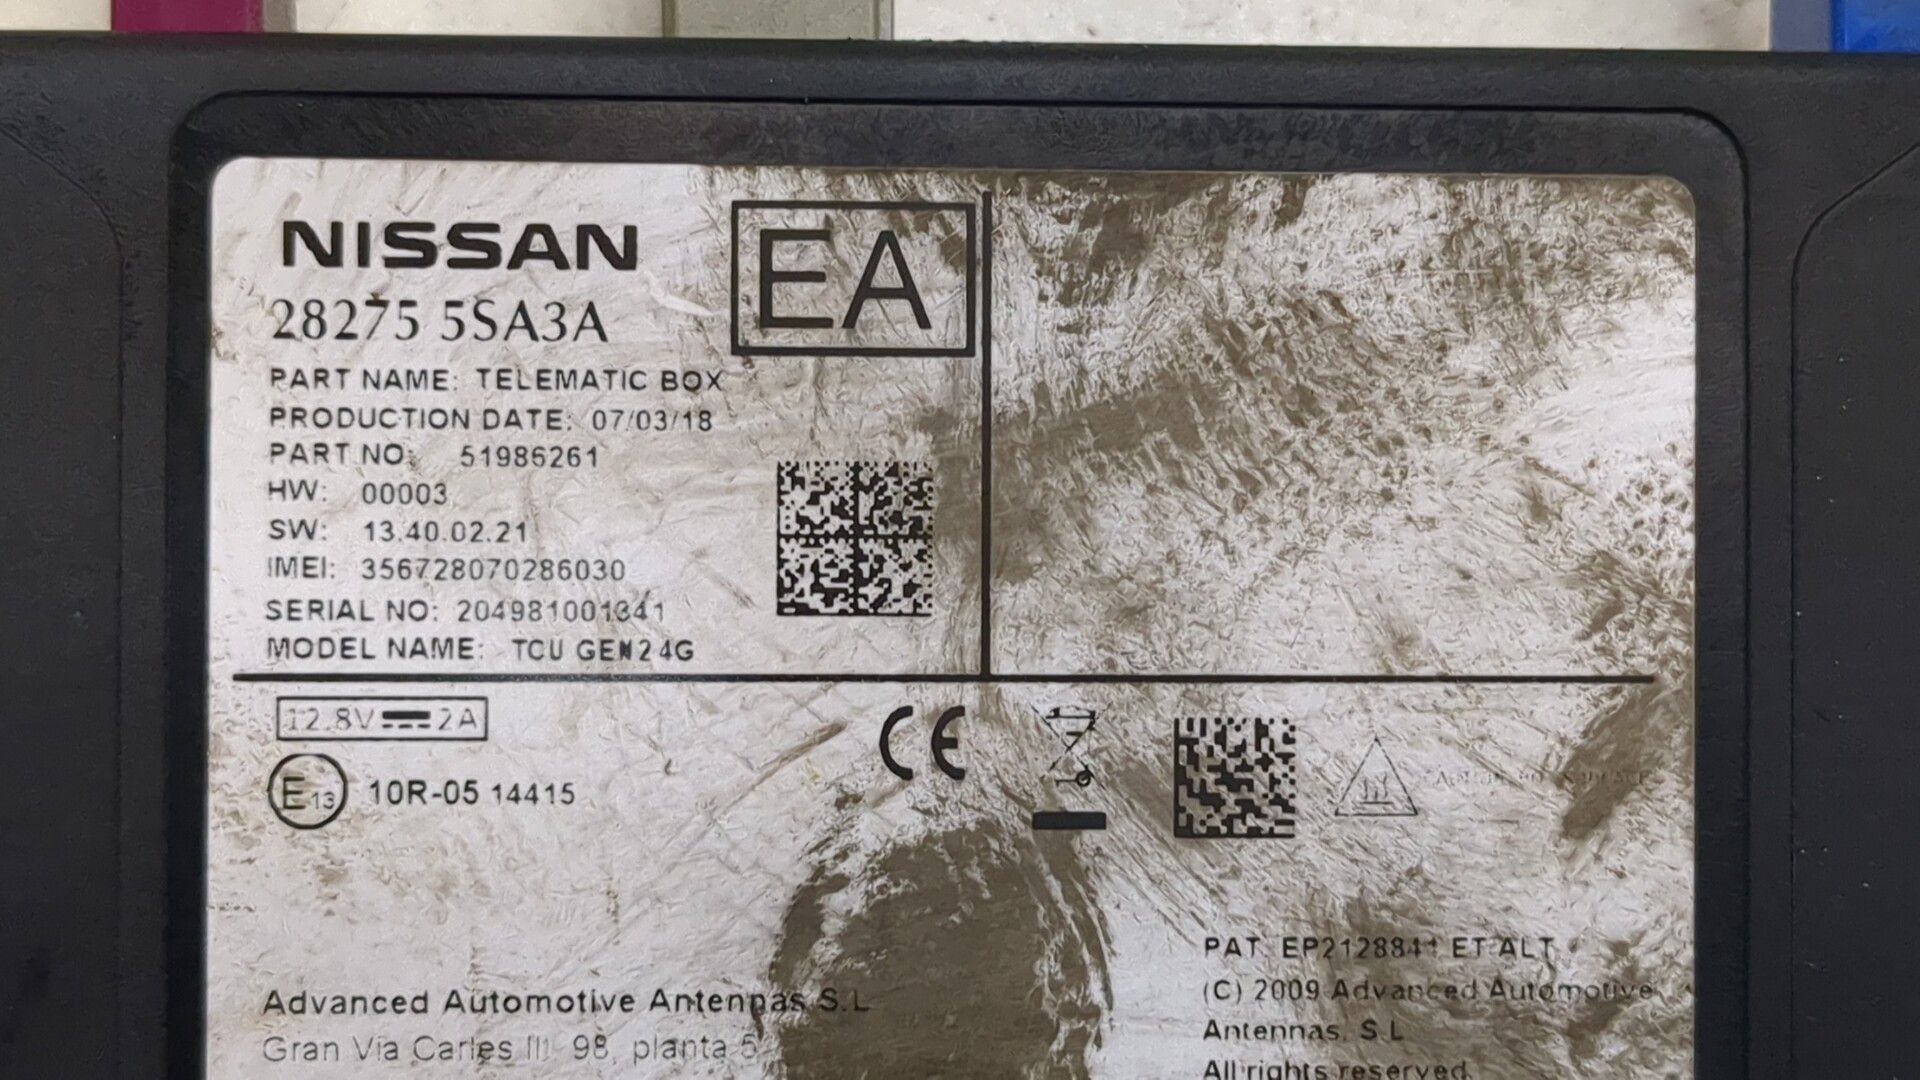 NISSAN
EA
28275 5SA3A
PART NAME: TELEMATIC BOX
PRODUCTION DATE: 07/03/18
PART NO: 51986261
HW: 00003
SW: 13.40.02.21
IMEI: 356728070286030
SERIAL NO: 204981001341
MODEL NAME: TCU GEN2 4G
12.8V 2A
CE
E13 10R-05 14415
PAT. EP2128841 ET ALT
(C) 2009 Advanced Automotive
Antennas, S.L
All rights reserved.
Advanced Automotive Antennas S.L
Gran Via Carles III, 98, planta 5